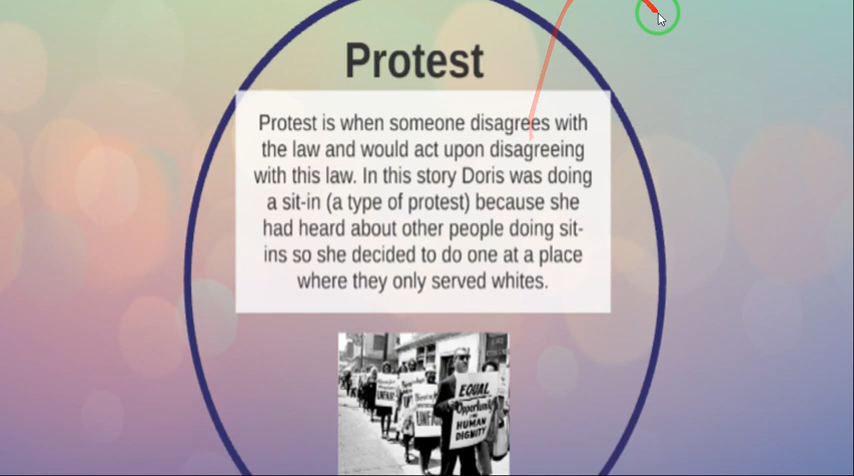 Protest
Protest is when someone disagrees with
the law and would act upon disagreeing
with this law. In this story Doris was doing
a sit-in (a type of protest) because she
had heard about other people doing sit-
ins so she decided to do one at a place
where they only served whites.
EQUAL
Opportunity
HUMAN
DIGNITY